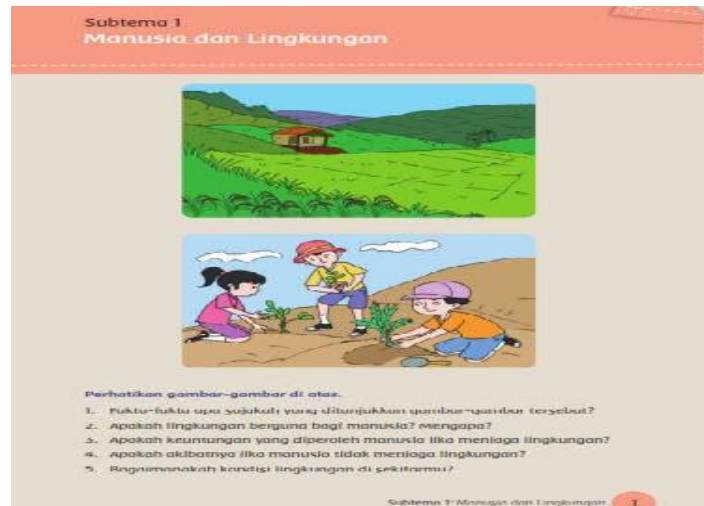 Subtema 1
Manusia dan Lingkungan
Perhatikan gambar-gambar di atas.
1. Fakta-fakta apa sajakah yang ditunjukkan gambar-gambar tersebut?
2. Apakah lingkungan berguna bagi manusia? Mengapa?
3. Apakah keuntungan yang diperoleh manusia jika menjaga lingkungan?
4. Apakah akibatnya jika manusia tidak menjaga lingkungan?
5. Bagaimanakah kondisi lingkungan di sekitarmu?
Subtema 1: Manusia dan Lingkungan 1